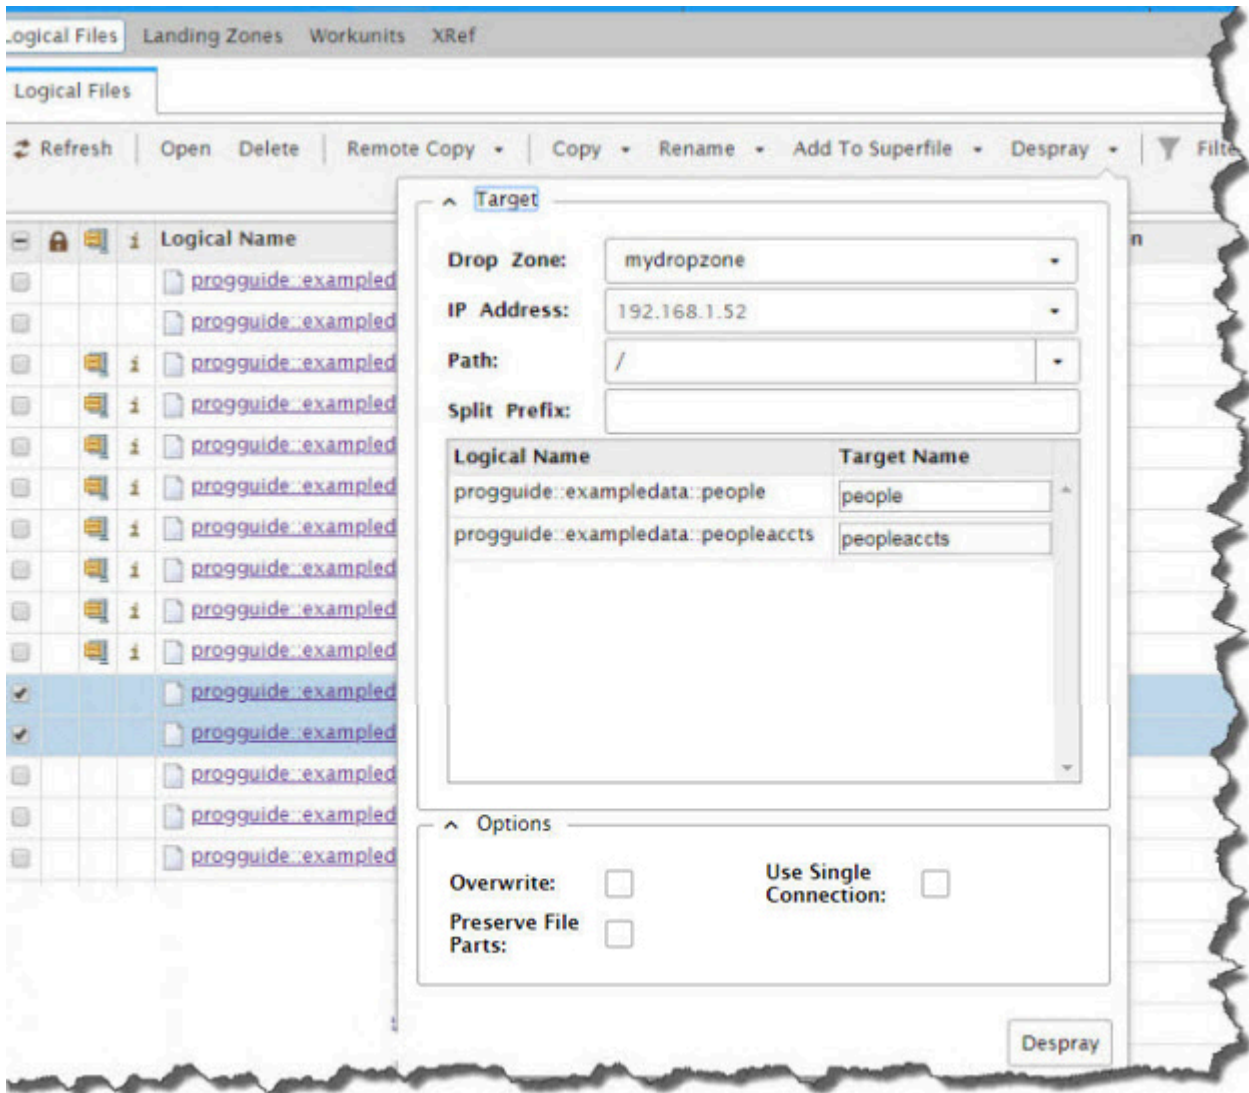 Logical Files Landing Zones Workunits XRef
Logical Files
Refresh Open Delete Remote Copy Copy Rename Add To Superfile Despray Filte
Target
i Logical Name n
Drop Zone: mydropzone
IP Address: 192.168.1.52
Path: /
Split Prefix:
Logical Name Target Name
progguide::exampledata::people people
progguide::exampledata::peopleaccts peopleaccts
progguide::exampled
progguide::exampled
i progguide::exampled
i progguide::exampled
i progguide::exampled
i progguide::exampled
i progguide::exampled
i progguide::exampled
i progguide::exampled
i progguide::exampled
progguide::exampled
progguide::exampled
progguide::exampled
progguide::exampled
progguide::exampled
Options
Overwrite:
Use Single
Connection:
Preserve File
Parts:
Despray